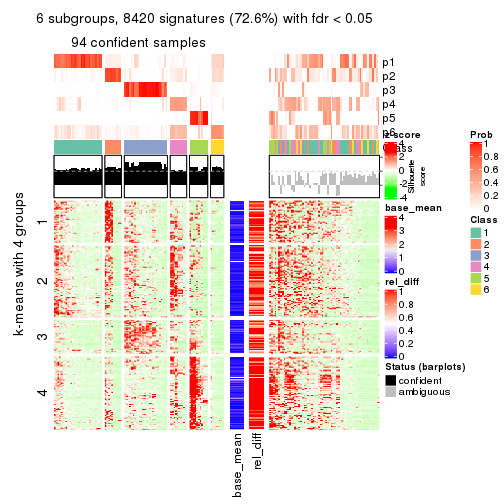 6 subgroups, 8420 signatures (72.6%) with fdr < 0.05
94 confident samples
p1
p2
p3
p4
p5
p6
Class
Silhouette
score
k-means with 4 groups
1
2
3
4
base_mean
rel_diff
z-score
4
2
0
-2
-4
base_mean
4
3
2
1
0
rel_diff
1
0.8
0.6
0.4
0.2
0
Status (barplots)
confident
ambiguous
Prob
1
0.8
0.6
0.4
0.2
0
Class
1
2
3
4
5
6